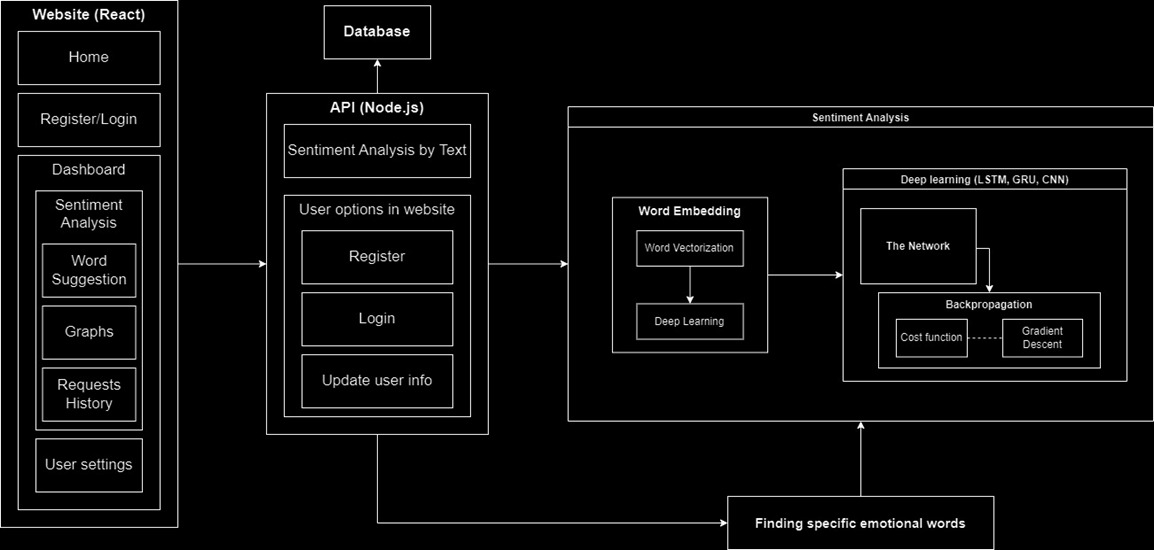 Website (React)
Home
Register/Login
Dashboard
Sentiment
Analysis
Word
Suggestion
Graphs
Requests
History
User settings
Database
API (Node.js)
Sentiment Analysis by Text
User options in website
Register
Login
Update user info
Sentiment Analysis
Word Embedding
Word Vectorization
Deep Learning
Deep learning (LSTM, GRU, CNN)
The Network
Backpropagation
Cost function
Gradient
Descent
Finding specific emotional words